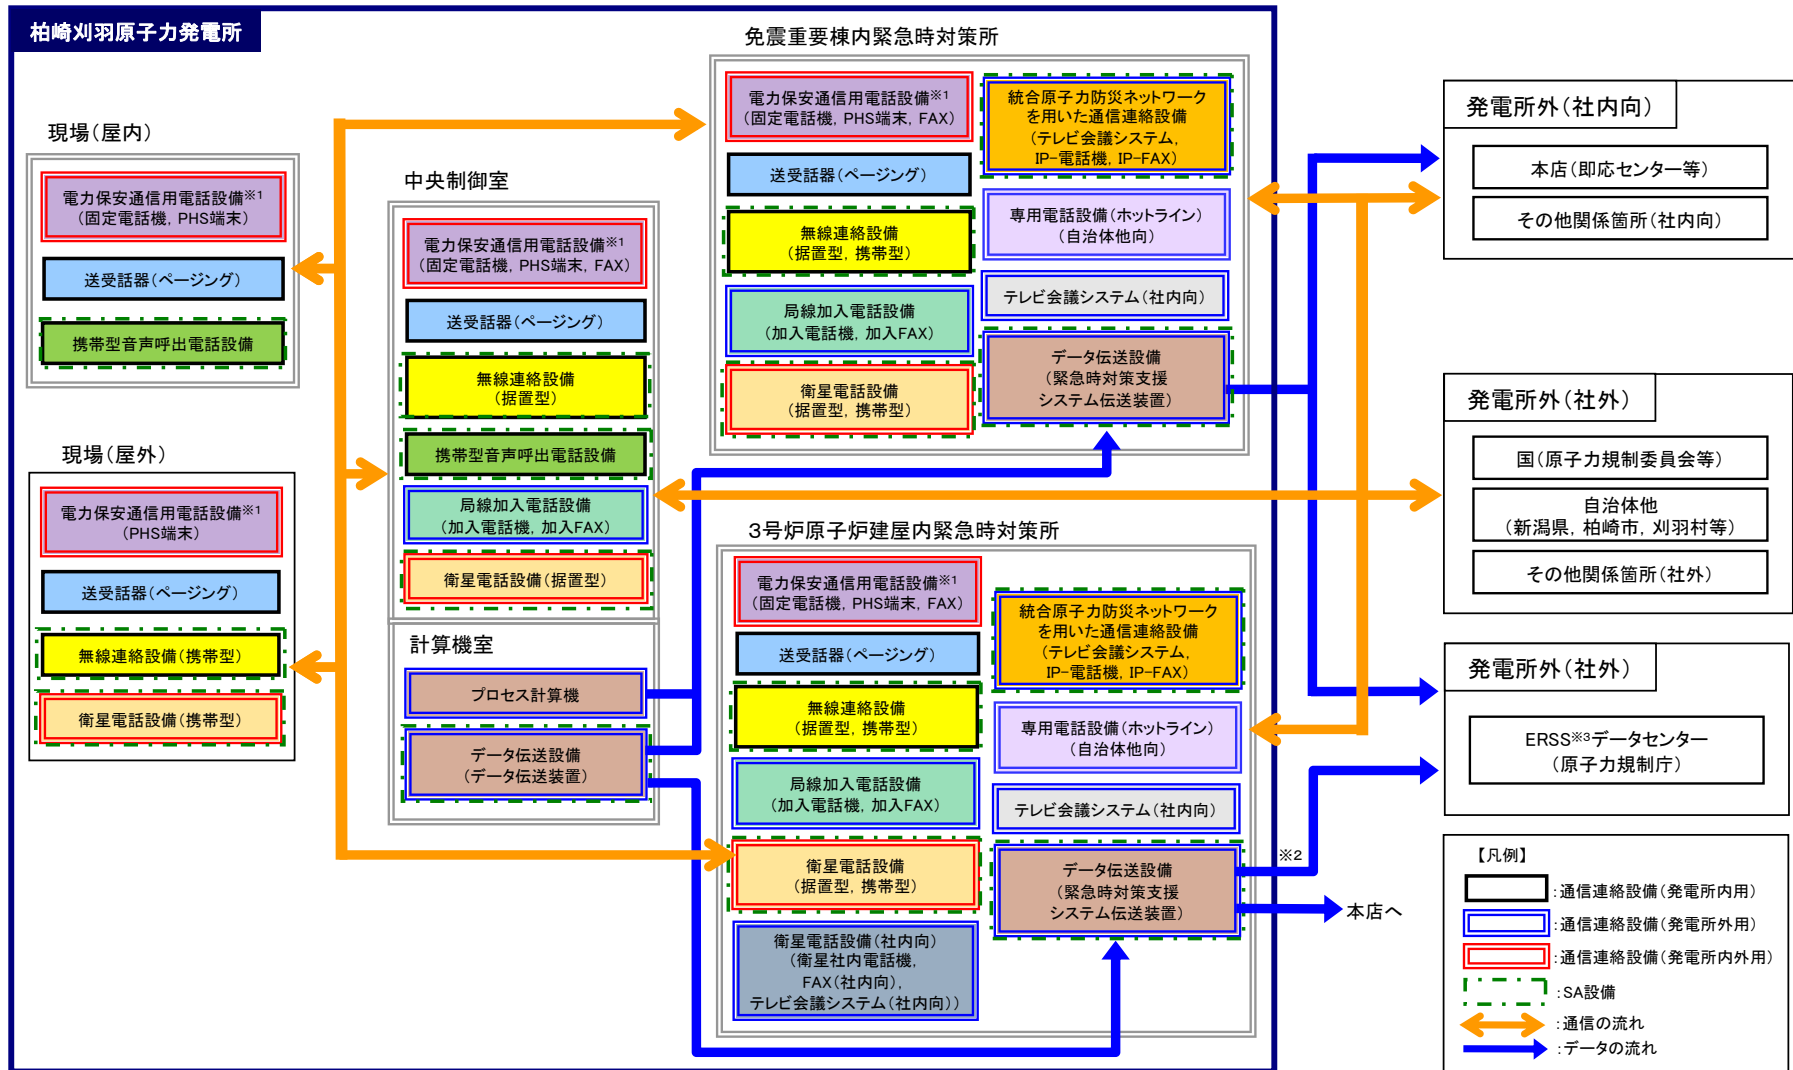 柏崎刈羽原子力発電所
現場(屋内)
電力保安通信用電話設備※1
(固定電話機, PHS端末)
送受話器(ページング)
携帯型音声呼出電話設備
現場(屋外)
電力保安通信用電話設備※1
(PHS端末)
送受話器(ページング)
無線連絡設備(携帯型)
衛星電話設備(携帯型)
中央制御室
電力保安通信用電話設備※1
(固定電話機, PHS端末, FAX)
送受話器(ページング)
無線連絡設備
(据置型)
携帯型音声呼出電話設備
局線加入電話設備
(加入電話機, 加入FAX)
衛星電話設備(据置型)
計算機室
プロセス計算機
データ伝送設備
(データ伝送装置)
免震重要棟内緊急時対策所
電力保安通信用電話設備※1
(固定電話機, PHS端末, FAX)
送受話器(ページング)
無線連絡設備
(据置型, 携帯型)
局線加入電話設備
(加入電話機, 加入FAX)
衛星電話設備
(据置型, 携帯型)
統合原子力防災ネットワーク
を用いた通信連絡設備
(テレビ会議システム,
IP-電話機, IP-FAX)
専用電話設備(ホットライン)
(自治体他向)
テレビ会議システム(社内向)
データ伝送設備
(緊急時対策支援
システム伝送装置)
3号炉原子炉建屋内緊急時対策所
電力保安通信用電話設備※1
(固定電話機, PHS端末, FAX)
送受話器(ページング)
無線連絡設備
(据置型, 携帯型)
局線加入電話設備
(加入電話機, 加入FAX)
衛星電話設備
(据置型, 携帯型)
衛星電話設備(社内向)
(衛星社内電話機,
FAX(社内向),
テレビ会議システム(社内向))
統合原子力防災ネットワーク
を用いた通信連絡設備
(テレビ会議システム,
IP-電話機, IP-FAX)
専用電話設備(ホットライン)
(自治体他向)
テレビ会議システム(社内向)
データ伝送設備
(緊急時対策支援
システム伝送装置)
※2
本店へ
発電所外(社内向)
本店(即応センター等)
その他関係箇所(社内向)
発電所外(社外)
国(原子力規制委員会等)
自治体他
(新潟県, 柏崎市, 刈羽村等)
その他関係箇所(社外)
発電所外(社外)
ERSS※3データセンター
(原子力規制庁)
【凡例】
:通信連絡設備(発電所内用)
:通信連絡設備(発電所外用)
:通信連絡設備(発電所内外用)
:SA設備
:通信の流れ
:データの流れ